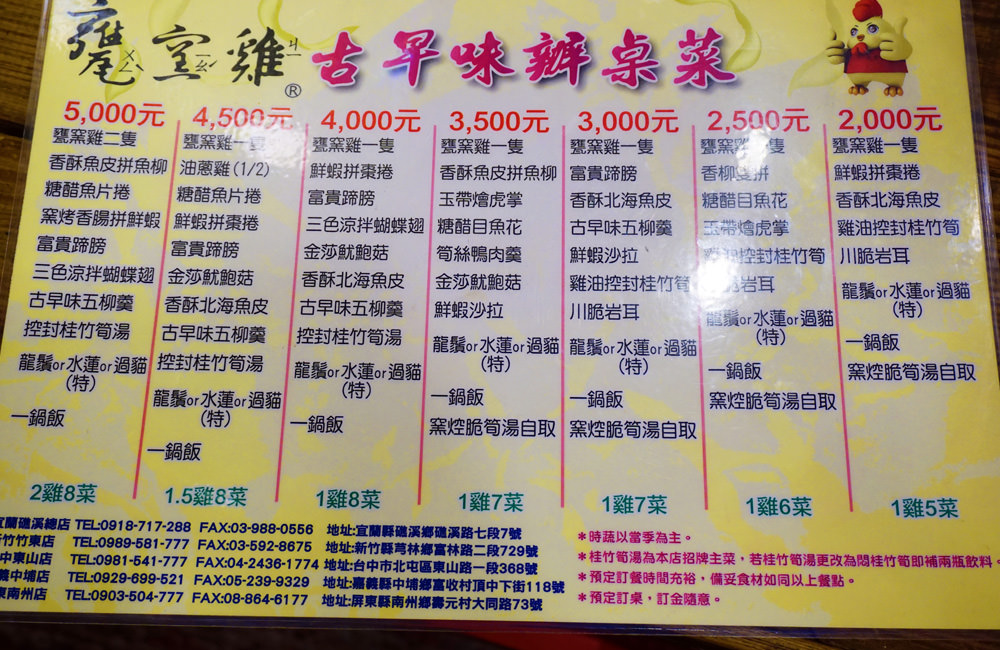 甕窯雞® 古早味辦桌菜
5,000元
甕窯雞二隻
香酥魚皮拼魚柳
糖醋魚片捲
窯烤香腸拼鮮蝦
富貴蹄膀
三色涼拌蝴蝶翅
古早味五柳羹
控封桂竹筍湯
龍鬚or水蓮or過貓
(特)
一鍋飯
2雞8菜
4,500元
甕窯雞一隻
油蔥雞(1/2)
糖醋魚片捲
鮮蝦拼棗捲
富貴蹄膀
金莎魷鮑菇
香酥北海魚皮
古早味五柳羹
控封桂竹筍湯
龍鬚or水蓮or過貓
(特)
一鍋飯
1.5雞8菜
4,000元
甕窯雞一隻
鮮蝦拼棗捲
富貴蹄膀
三色涼拌蝴蝶翅
金莎魷鮑菇
香酥北海魚皮
古早味五柳羹
控封桂竹筍湯
龍鬚or水蓮or過貓
(特)
一鍋飯
1雞8菜
3,500元
甕窯雞一隻
香酥魚皮拼魚柳
玉帶燴虎掌
糖醋目魚花
筍絲鴨肉羹
金莎魷鮑菇
鮮蝦沙拉
龍鬚or水蓮or過貓
(特)
一鍋飯
窯焢脆筍湯自取
1雞7菜
3,000元
甕窯雞一隻
富貴蹄膀
香酥北海魚皮
古早味五柳羹
鮮蝦沙拉
雞油控封桂竹筍
川脆岩耳
龍鬚or水蓮or過貓
(特)
一鍋飯
窯焢脆筍湯自取
1雞7菜
2,500元
甕窯雞一隻
香柳雙拼
糖醋目魚花
玉帶燴虎掌
雞油控封桂竹筍
川脆岩耳
龍鬚or水蓮or過貓
(特)
一鍋飯
窯焢脆筍湯自取
1雞6菜
2,000元
甕窯雞一隻
鮮蝦拼棗捲
香酥北海魚皮
雞油控封桂竹筍
川脆岩耳
龍鬚or水蓮or過貓
(特)
一鍋飯
窯焢脆筍湯自取
1雞5菜
宜蘭礁溪總店 TEL:0918-717-288 FAX:03-988-0556 地址:宜蘭縣礁溪鄉礁溪路七段7號
竹竹東店 TEL:0989-581-777 FAX:03-592-8675 地址:新竹縣芎林鄉富林路二段729號
中東山店 TEL:0981-541-777 FAX:04-2436-1774 地址:台中市北屯區東山路一段368號
義中埔店 TEL:0929-699-521 FAX:05-239-9329 地址:嘉義縣中埔鄉富收村頂中下街118號
東南州店 TEL:0903-504-777 FAX:08-864-6177 地址:屏東縣南州鄉壽元村大同路73號
*時蔬以當季為主。
*桂竹筍湯為本店招牌主菜，若桂竹筍湯更改為悶桂竹筍即補兩瓶飲料。
*預定訂餐時間充裕，備妥食材如同以上餐點。
*預定訂桌，訂金隨意。